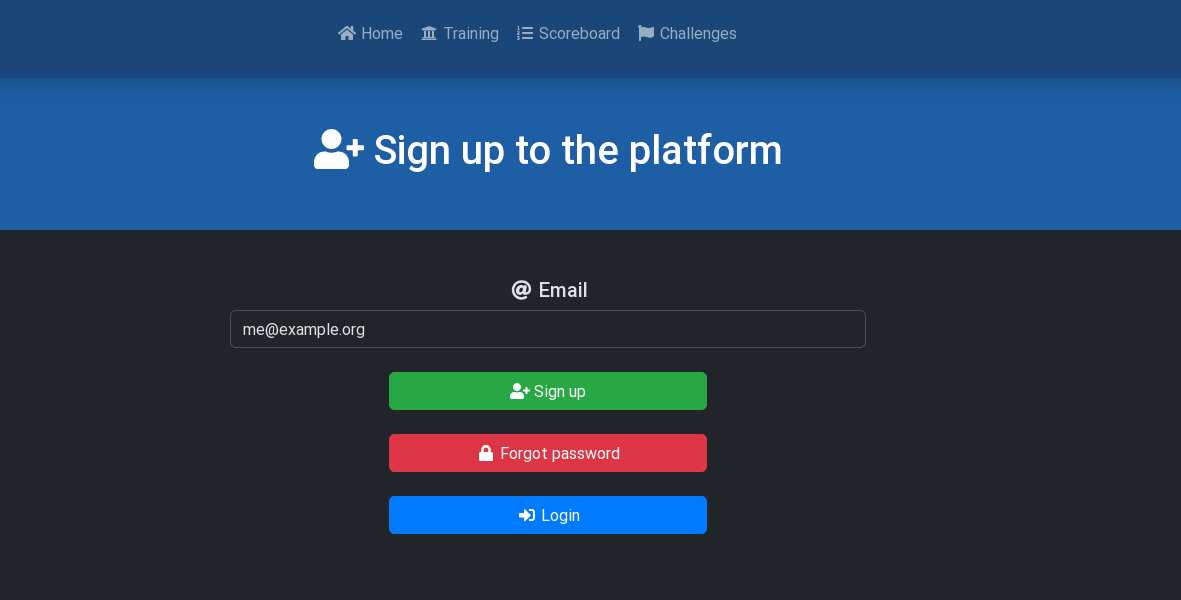 Home Training Scoreboard Challenges
Sign up to the platform
Email
me@example.org
Sign up
Forgot password
Login